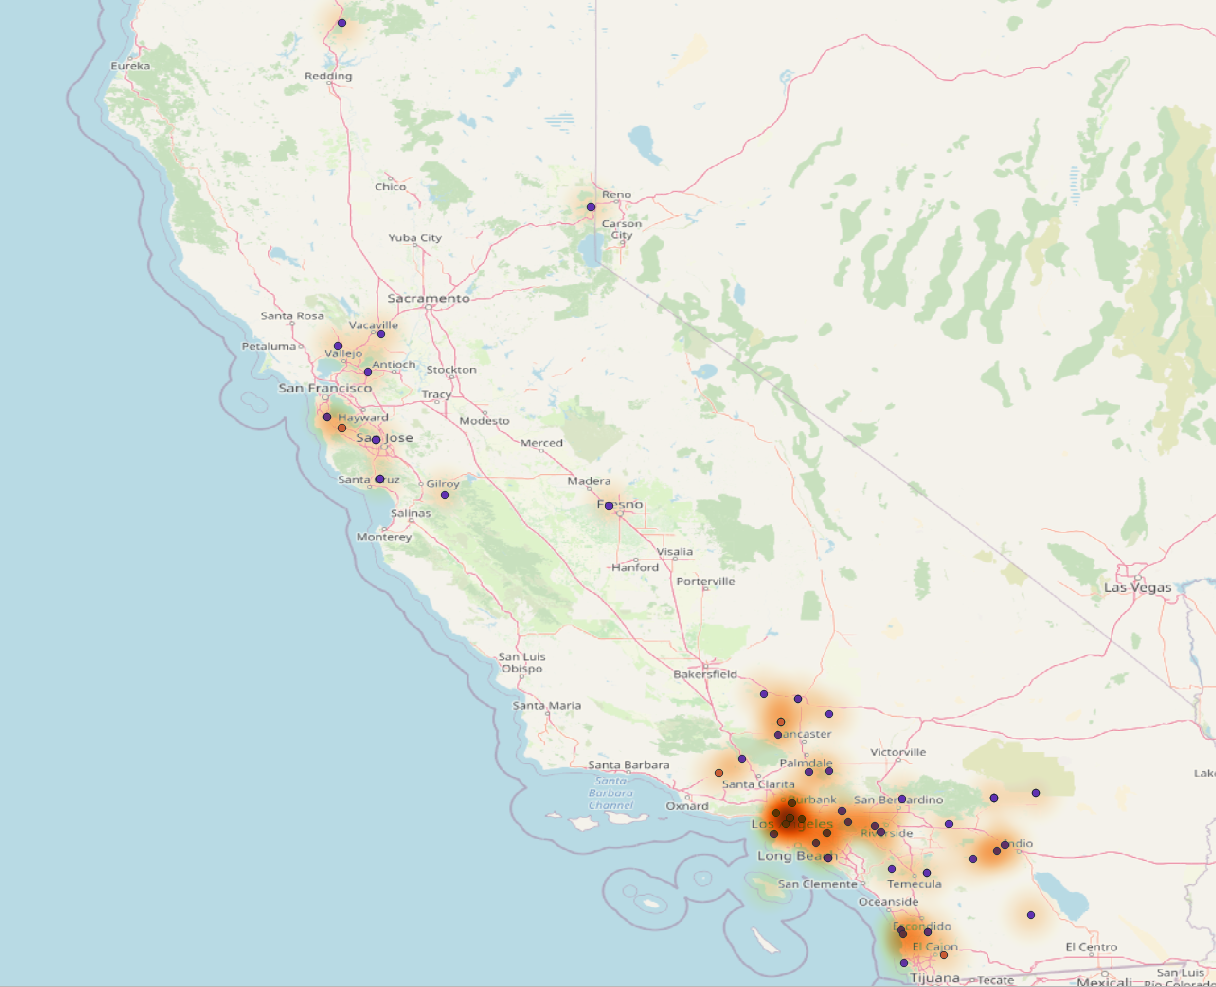 Eureka
Redding
Chico
Reno
Carson
City
Yuba City
Sacramento
Santa Rosa
Vacaville
Petaluma
Vallejo
Antioch
Stockton
San Francisco
Tracy
Hayward
Modesto
San Jose
Merced
Santa Cruz
Gilroy
Madera
Salinas
Fresno
Monterey
Visalia
Hanford
Porterville
Las Vegas
San Luis
Obispo
Bakersfield
Santa Maria
Lancaster
Victorville
Santa Barbara
Palmdale
Lake
Santa
Barbara
Channel
Santa Clarita
Oxnard
Burbank
San Bernardino
Los Angeles
Riverside
Indio
Long Beach
San Clemente
Temecula
Oceanside
Escondido
El Cajon
El Centro
Tijuana
Tecate
Mexicali
San Luis
Río Colorado